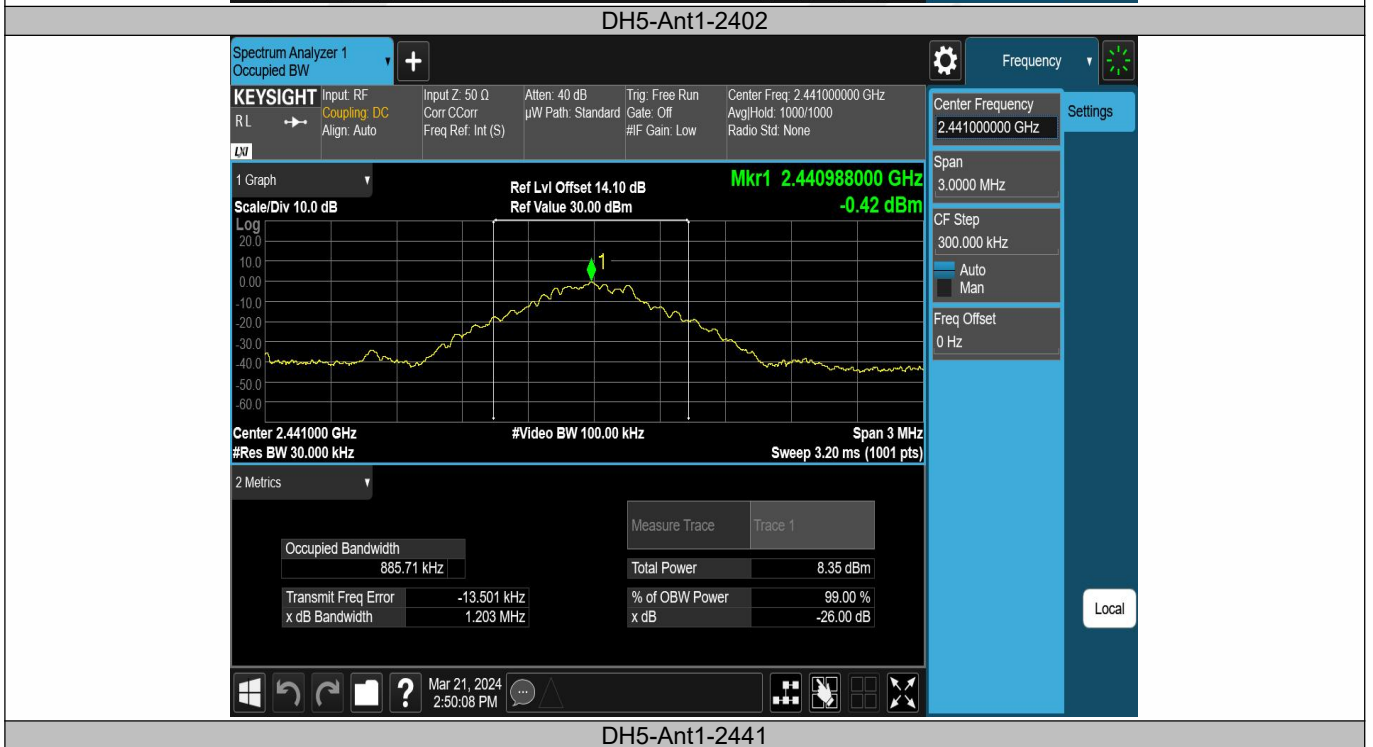 DH5-Ant1-2402
Spectrum Analyzer 1
Occupied BW
+
Frequency
KEYSIGHT
RL
LXI
Input: RF
Coupling: DC
Align: Auto
Input Z: 50 Ω
Corr CCorr
Freq Ref: Int (S)
Atten: 40 dB
µW Path: Standard
Trig: Free Run
Gate: Off
#IF Gain: Low
Center Freq: 2.441000000 GHz
Avg|Hold: 1000/1000
Radio Std: None
Center Frequency
2.441000000 GHz
Settings
Span
3.0000 MHz
CF Step
300.000 kHz
Auto
Man
Freq Offset
0 Hz
Local
1 Graph
Scale/Div 10.0 dB
Ref Lvl Offset 14.10 dB
Ref Value 30.00 dBm
Mkr1 2.440988000 GHz
-0.42 dBm
Log
20.0
10.0
0.00
-10.0
-20.0
-30.0
-40.0
-50.0
-60.0
1
Center 2.441000 GHz
#Video BW 100.00 kHz
Span 3 MHz
#Res BW 30.000 kHz
Sweep 3.20 ms (1001 pts)
2 Metrics
Measure Trace Trace 1
Occupied Bandwidth
885.71 kHz
Total Power 8.35 dBm
Transmit Freq Error -13.501 kHz
% of OBW Power 99.00 %
x dB Bandwidth 1.203 MHz
x dB -26.00 dB
?
Mar 21, 2024
2:50:08 PM
DH5-Ant1-2441